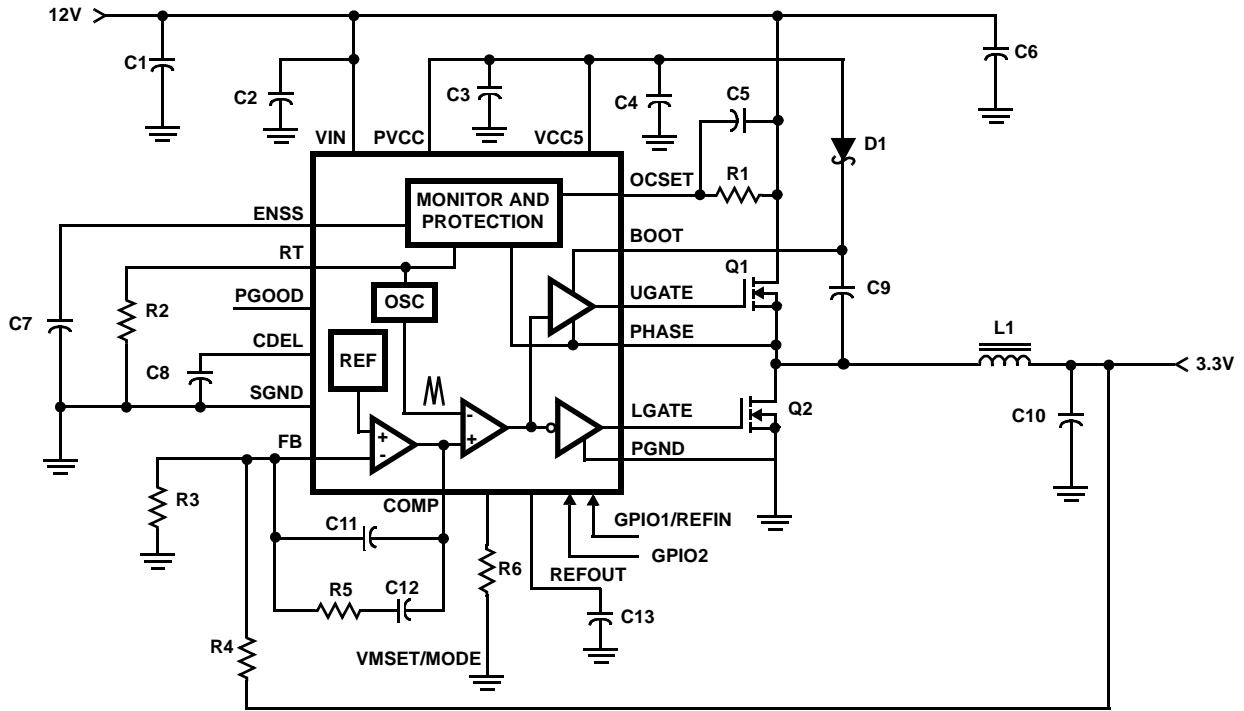 12V
C1
C2
C3
C4
C5
C6
VIN
PVCC
VCC5
D1
OCSET
R1
MONITOR AND
PROTECTION
ENSS
BOOT
RT
Q1
R2
PGOOD
OSC
UGATE
C9
C7
CDEL
PHASE
L1
REF
3.3V
C8
SGND
LGATE
Q2
C10
+
-
-
+
FB
PGND
R3
COMP
GPIO1/REFIN
C11
GPIO2
R6
REFOUT
R5
C12
C13
R4
VMSET/MODE